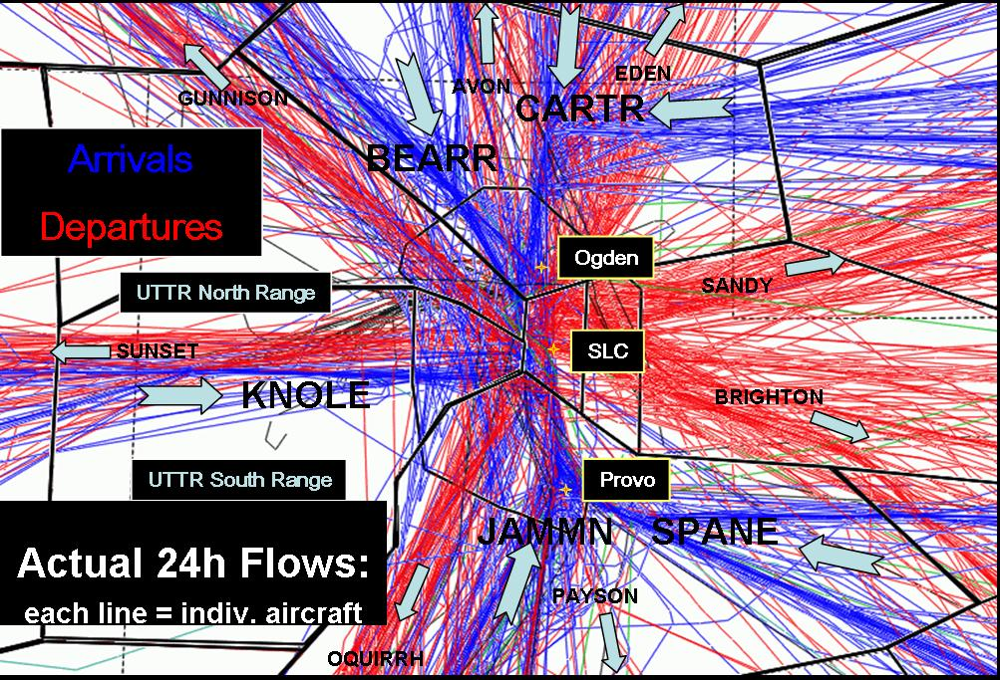 AVON
EDEN
GUNNISON
CARTR
BEARR
Arrivals
Departures
Ogden
UTTR North Range
SANDY
SUNSET
SLC
KNOLE
BRIGHTON
UTTR South Range
Provo
JAMMN
SPANE
Actual 24h Flows:
each line = indiv. aircraft
PAYSON
OQUIRRH